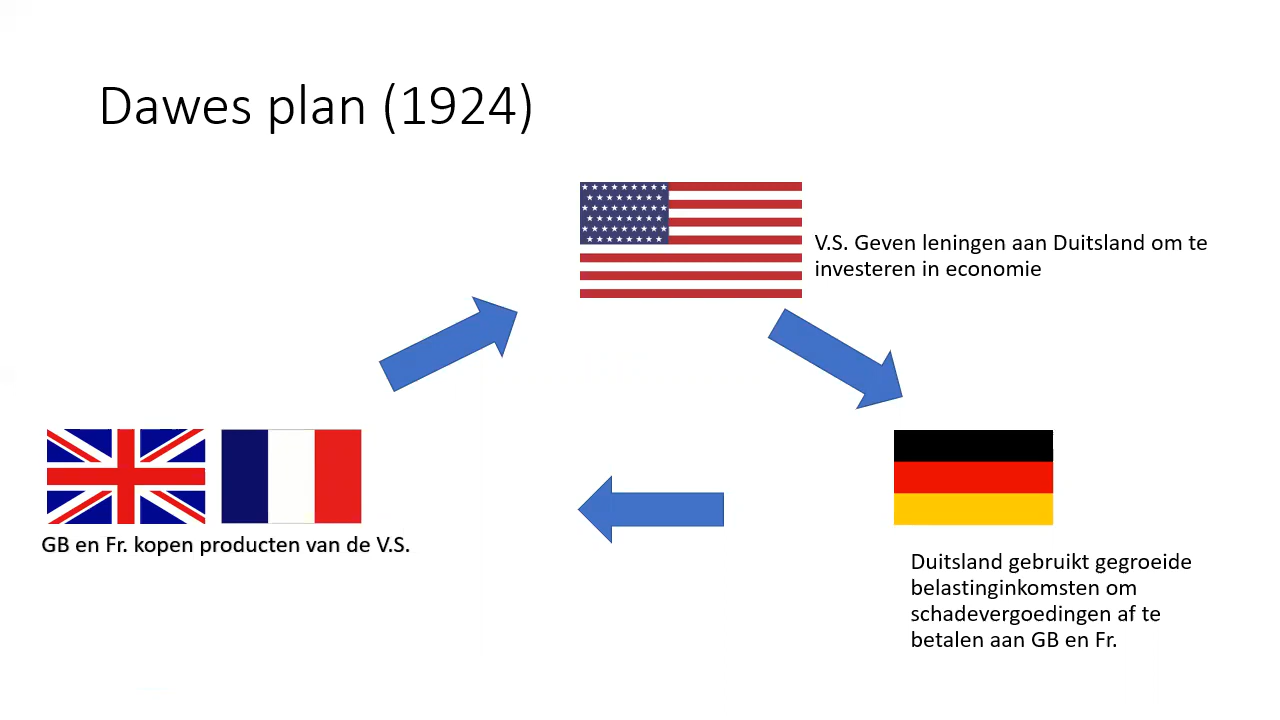 Dawes plan (1924)
V.S. Geven leningen aan Duitsland om te
investeren in economie
GB en Fr. kopen producten van de V.S.
Duitsland gebruikt gegroeide
belastinginkomsten om
schadevergoedingen af te
betalen aan GB en Fr.